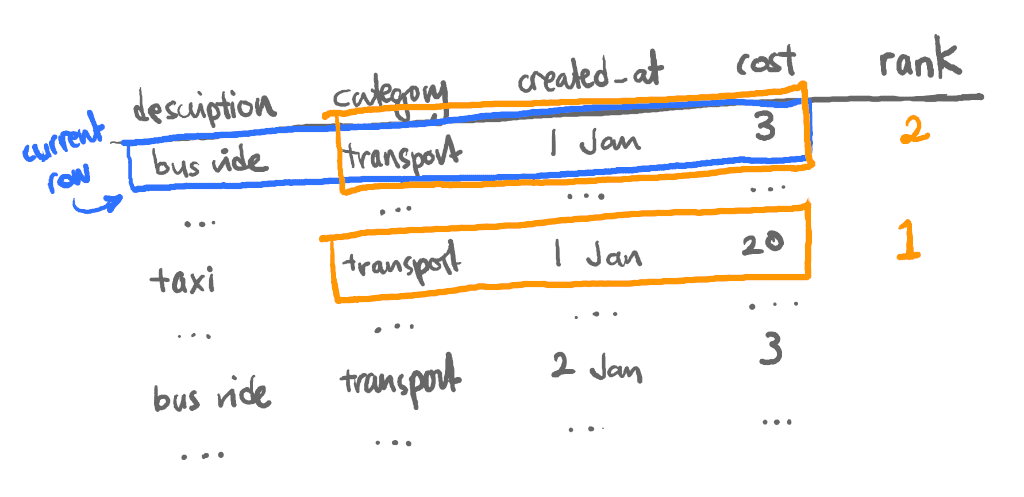 description category created_at cost rank
current row
bus ride transport 1 Jan 3 2
... ... ... ...
taxi transport 1 Jan 20 1
... ... ... ...
bus ride transport 2 Jan 3
... ... ... ...